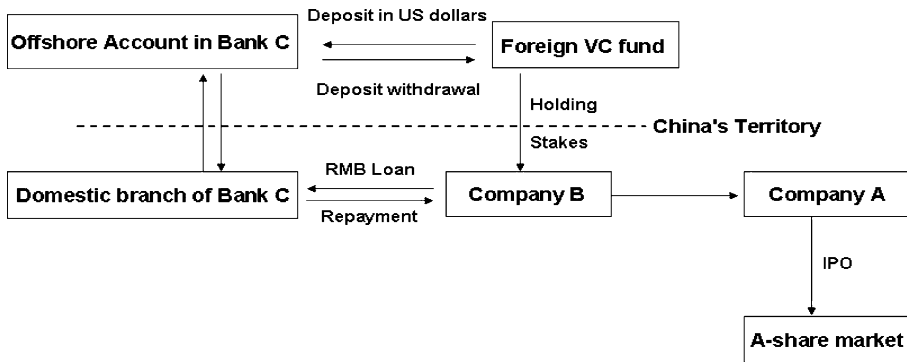 Deposit in US dollars
Offshore Account in Bank C
Foreign VC fund
Deposit withdrawal
Holding
China's Territory
Stakes
RMB Loan
Domestic branch of Bank C
Company B
Company A
Repayment
IPO
A-share market